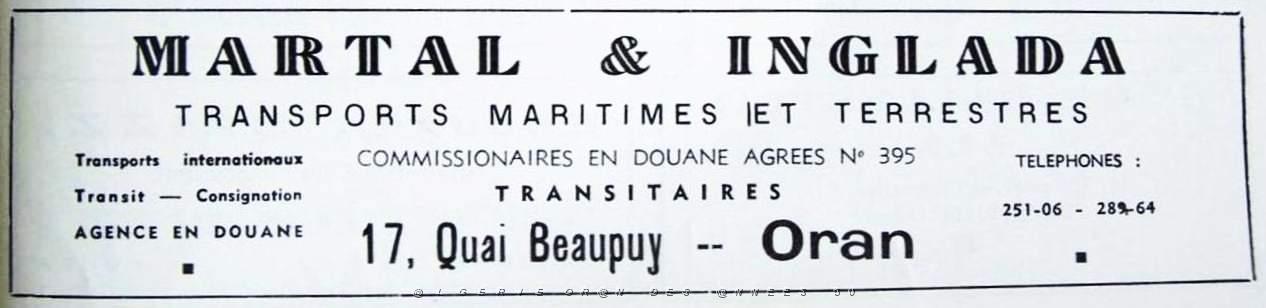 MARTAL & INGLADA
TRANSPORTS MARITIMES ET TERRESTRES
Transports internationaux
Transit — Consignation
AGENCE EN DOUANE
COMMISSIONAIRES EN DOUANE AGREES N° 395
TRANSITAIRES
17, Quai Beaupuy -- Oran
TELEPHONES :
251-06 - 289-64